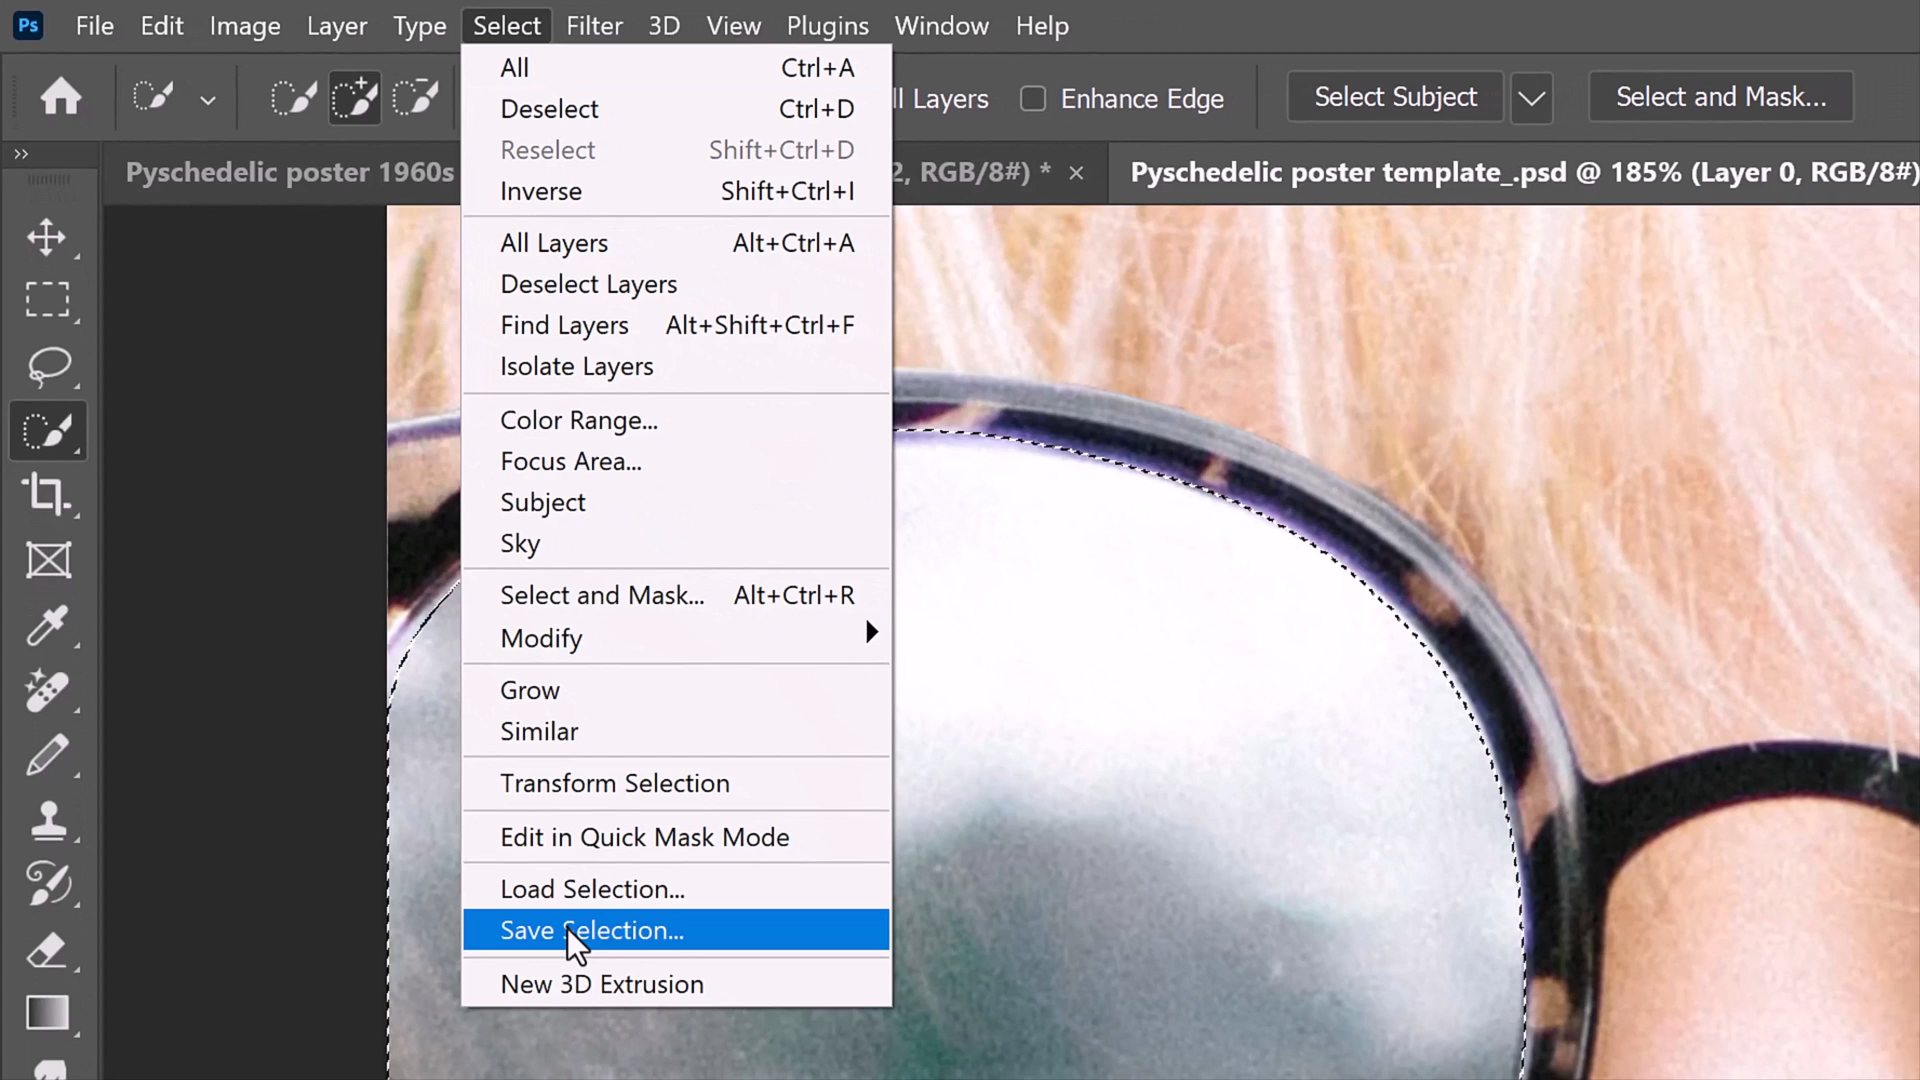 Ps File Edit Image Layer Type Select Filter 3D View Plugins Window Help
ll Layers Enhance Edge Select Subject Select and Mask...
Pyschedelic poster 1960s 2, RGB/8#) * × Pyschedelic poster template_.psd @ 185% (Layer 0, RGB/8#)
All Ctrl+A
Deselect Ctrl+D
Reselect Shift+Ctrl+D
Inverse Shift+Ctrl+I
All Layers Alt+Ctrl+A
Deselect Layers
Find Layers Alt+Shift+Ctrl+F
Isolate Layers
Color Range...
Focus Area...
Subject
Sky
Select and Mask... Alt+Ctrl+R
Modify
Grow
Similar
Transform Selection
Edit in Quick Mask Mode
Load Selection...
Save Selection...
New 3D Extrusion